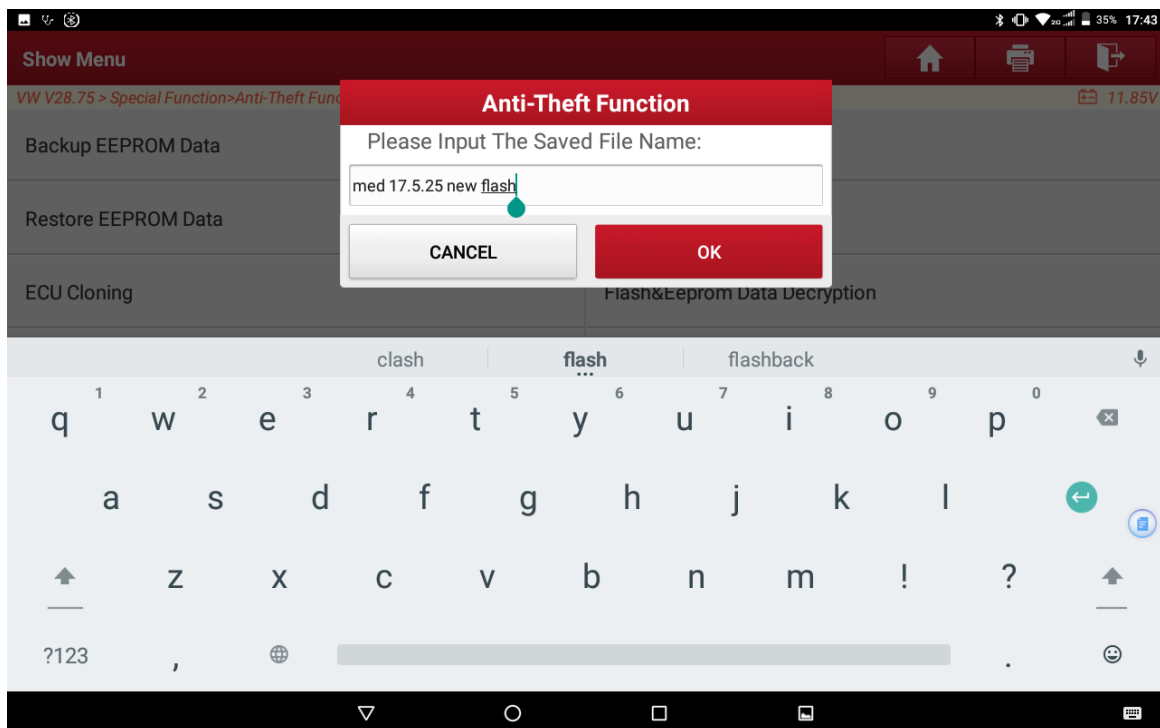 2G 35% 17:43
Show Menu
VW V28.75 > Special Function>Anti-Theft Func
11.85V
Anti-Theft Function
Please Input The Saved File Name:
med 17.5.25 new flash
CANCEL OK
Backup EEPROM Data
Restore EEPROM Data
ECU Cloning
Flash&Eeprom Data Decryption
clash flash flashback
1 2 3 4 5 6 7 8 9 0
q w e r t y u i o p
a s d f g h j k l
z x c v b n m ! ?
?123 , .